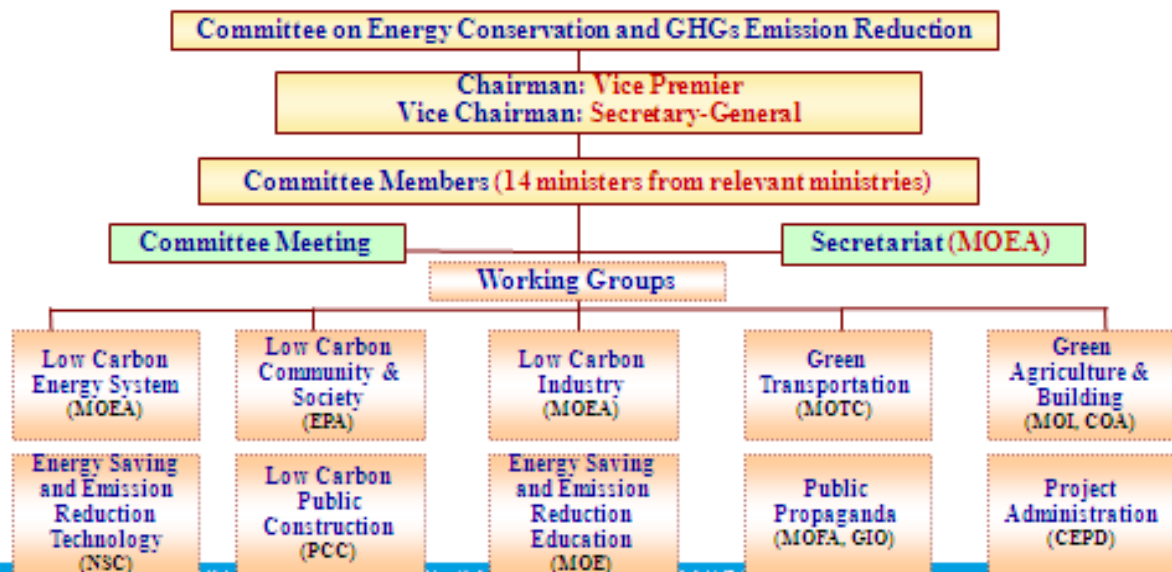 Committee on Energy Conservation and GHGs Emission Reduction
Chairman: Vice Premier
Vice Chairman: Secretary-General
Committee Members (14 ministers from relevant ministries)
Committee Meeting
Secretariat (MOEA)
Working Groups
Low Carbon
Energy System
(MOEA)
Low Carbon
Community &
Society
(EPA)
Low Carbon
Industry
(MOEA)
Green
Transportation
(MOTC)
Green
Agriculture &
Building
(MOI, COA)
Energy Saving
and Emission
Reduction
Technology
(NSC)
Low Carbon
Public
Construction
(PCC)
Energy Saving
and Emission
Reduction
Education
(MOE)
Public
Propaganda
(MOFA, GIO)
Project
Administration
(CEPD)